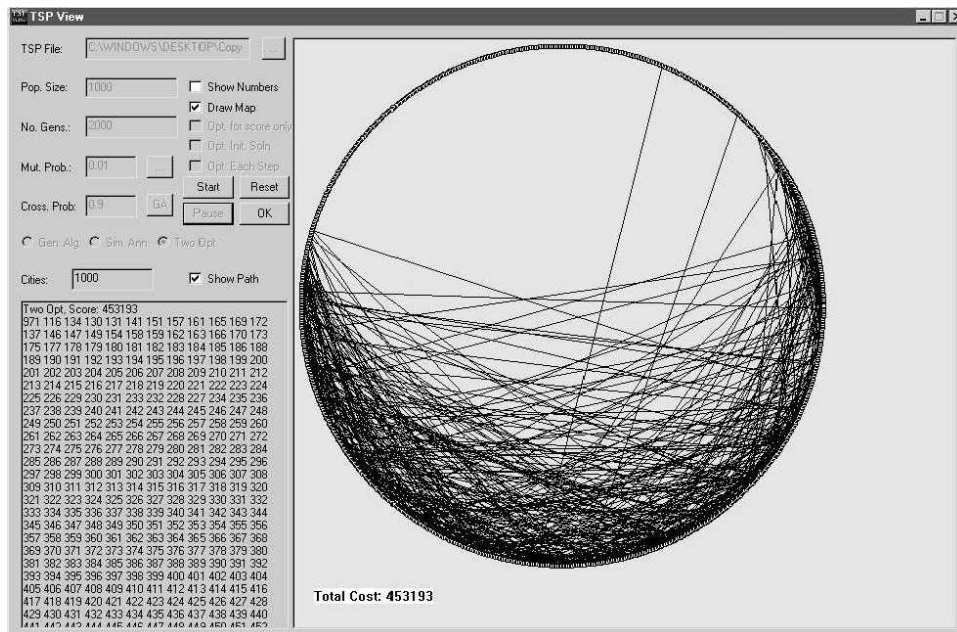 TSP View
TSP File: C:\WINDOWS\DESKTOP\Copy ...
Pop. Size: 1000
Show Numbers
Draw Map
No. Gens.: 2000
Opt. for score only
Opt. Init. Soln
Mut. Prob.: 0.01 ...
Opt. Each Step
Start Reset
Cross. Prob: 0.9 GA
Pause OK
Gen. Alg. Sim. Ann. Two Opt
Cities: 1000
Show Path
Two Opt, Score: 453193
971 116 134 130 131 141 151 157 161 165 169 172
137 146 147 149 154 158 159 162 163 166 170 173
175 177 178 179 180 181 182 183 184 185 186 188
189 190 191 192 193 194 195 196 197 198 199 200
201 202 203 204 205 206 207 208 209 210 211 212
213 214 215 216 217 218 219 220 221 222 223 224
225 226 229 230 231 233 232 228 227 234 235 236
237 238 239 240 241 242 243 244 245 246 247 248
249 250 251 252 253 254 255 256 257 258 259 260
261 262 263 264 265 266 267 268 269 270 271 272
273 274 275 276 277 278 279 280 281 282 283 284
285 286 287 288 289 290 291 292 293 294 295 296
297 298 299 300 301 302 303 304 305 306 307 308
309 310 311 312 313 314 315 316 317 318 319 320
321 322 323 324 325 326 327 328 329 330 331 332
333 334 335 336 337 338 339 340 341 342 343 344
345 346 347 348 349 350 351 352 353 354 355 356
357 358 359 360 361 362 363 364 365 366 367 368
369 370 371 372 373 374 375 376 377 378 379 380
381 382 383 384 385 386 387 388 389 390 391 392
393 394 395 396 397 398 399 400 401 402 403 404
405 406 407 408 409 410 411 412 413 414 415 416
417 418 419 420 421 422 423 424 425 426 427 428
429 430 431 432 433 434 435 436 437 438 439 440
Total Cost: 453193